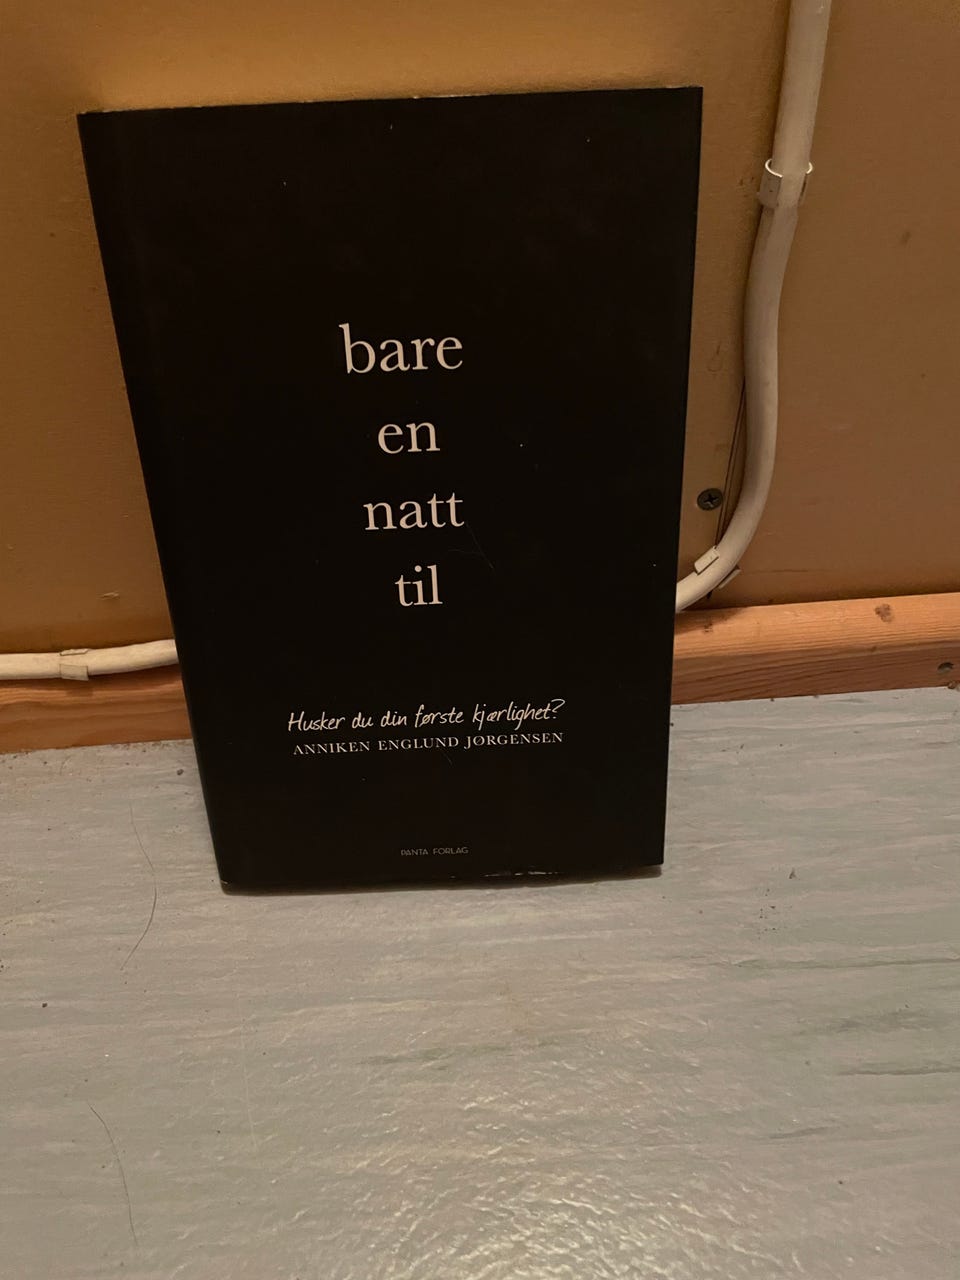 bare
en
natt
til
Husker du din første kjærlighet?
ANNIKEN ENGLUND JØRGENSEN
PANTA FORLAG